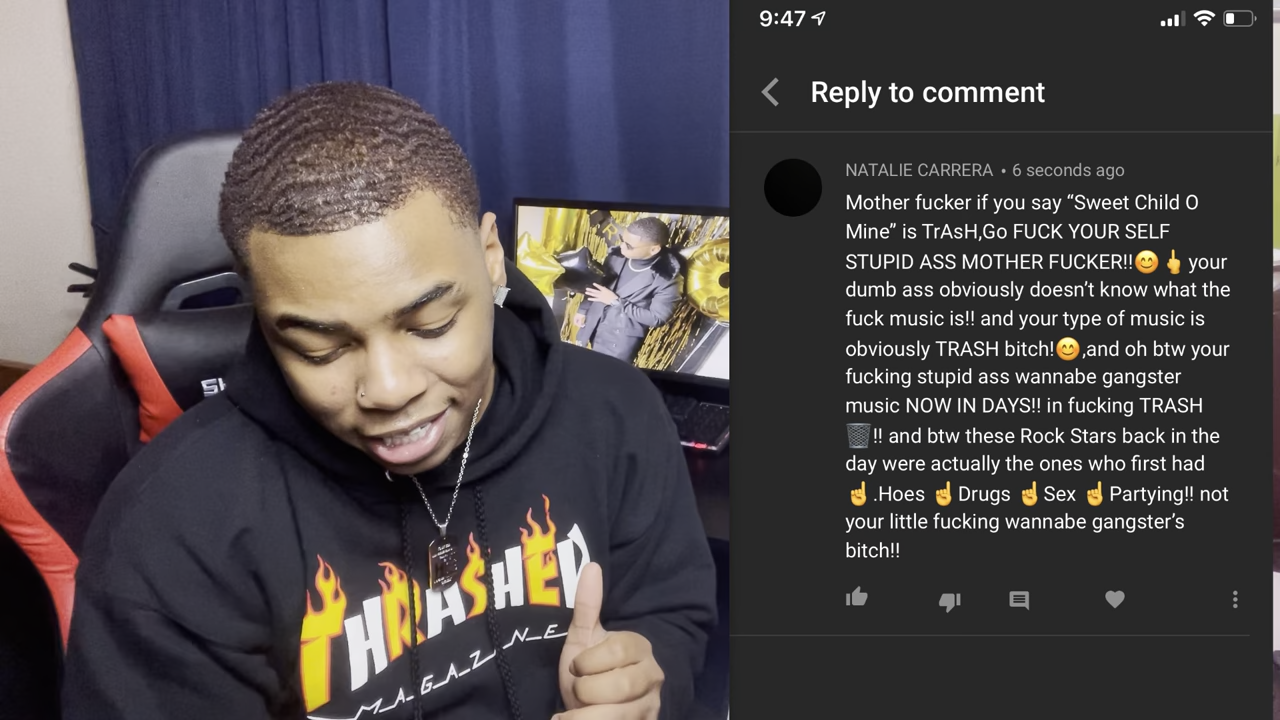 9:47
Reply to comment
NATALIE CARRERA • 6 seconds ago
Mother fucker if you say “Sweet Child O
Mine” is TrAsH,Go FUCK YOUR SELF
STUPID ASS MOTHER FUCKER!!😊🖕your
dumb ass obviously doesn’t know what the
fuck music is!! and your type of music is
obviously TRASH bitch!😊,and oh btw your
fucking stupid ass wannabe gangster
music NOW IN DAYS!! in fucking TRASH
🗑️!! and btw these Rock Stars back in the
day were actually the ones who first had
☝️.Hoes ☝️Drugs ☝️Sex ☝️Partying!! not
your little fucking wannabe gangster’s
bitch!!
THRASHER
MAGAZINE